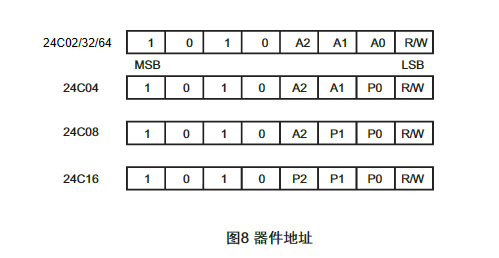 24C02/32/64 1 0 1 0 A2 A1 A0 R/W
MSB LSB
24C04 1 0 1 0 A2 A1 P0 R/W
24C08 1 0 1 0 A2 P1 P0 R/W
24C16 1 0 1 0 P2 P1 P0 R/W
图8 器件地址